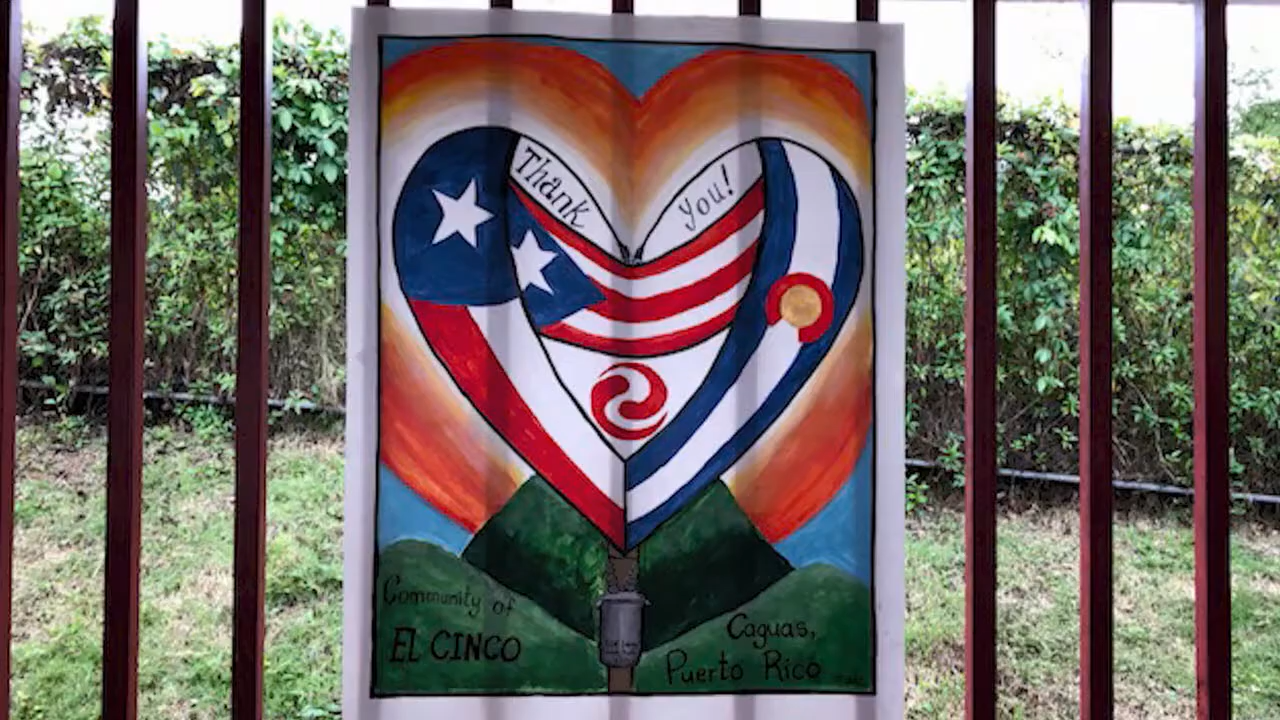 Thank
you!
Community of
EL CINCO
Caguas,
Puerto Rico